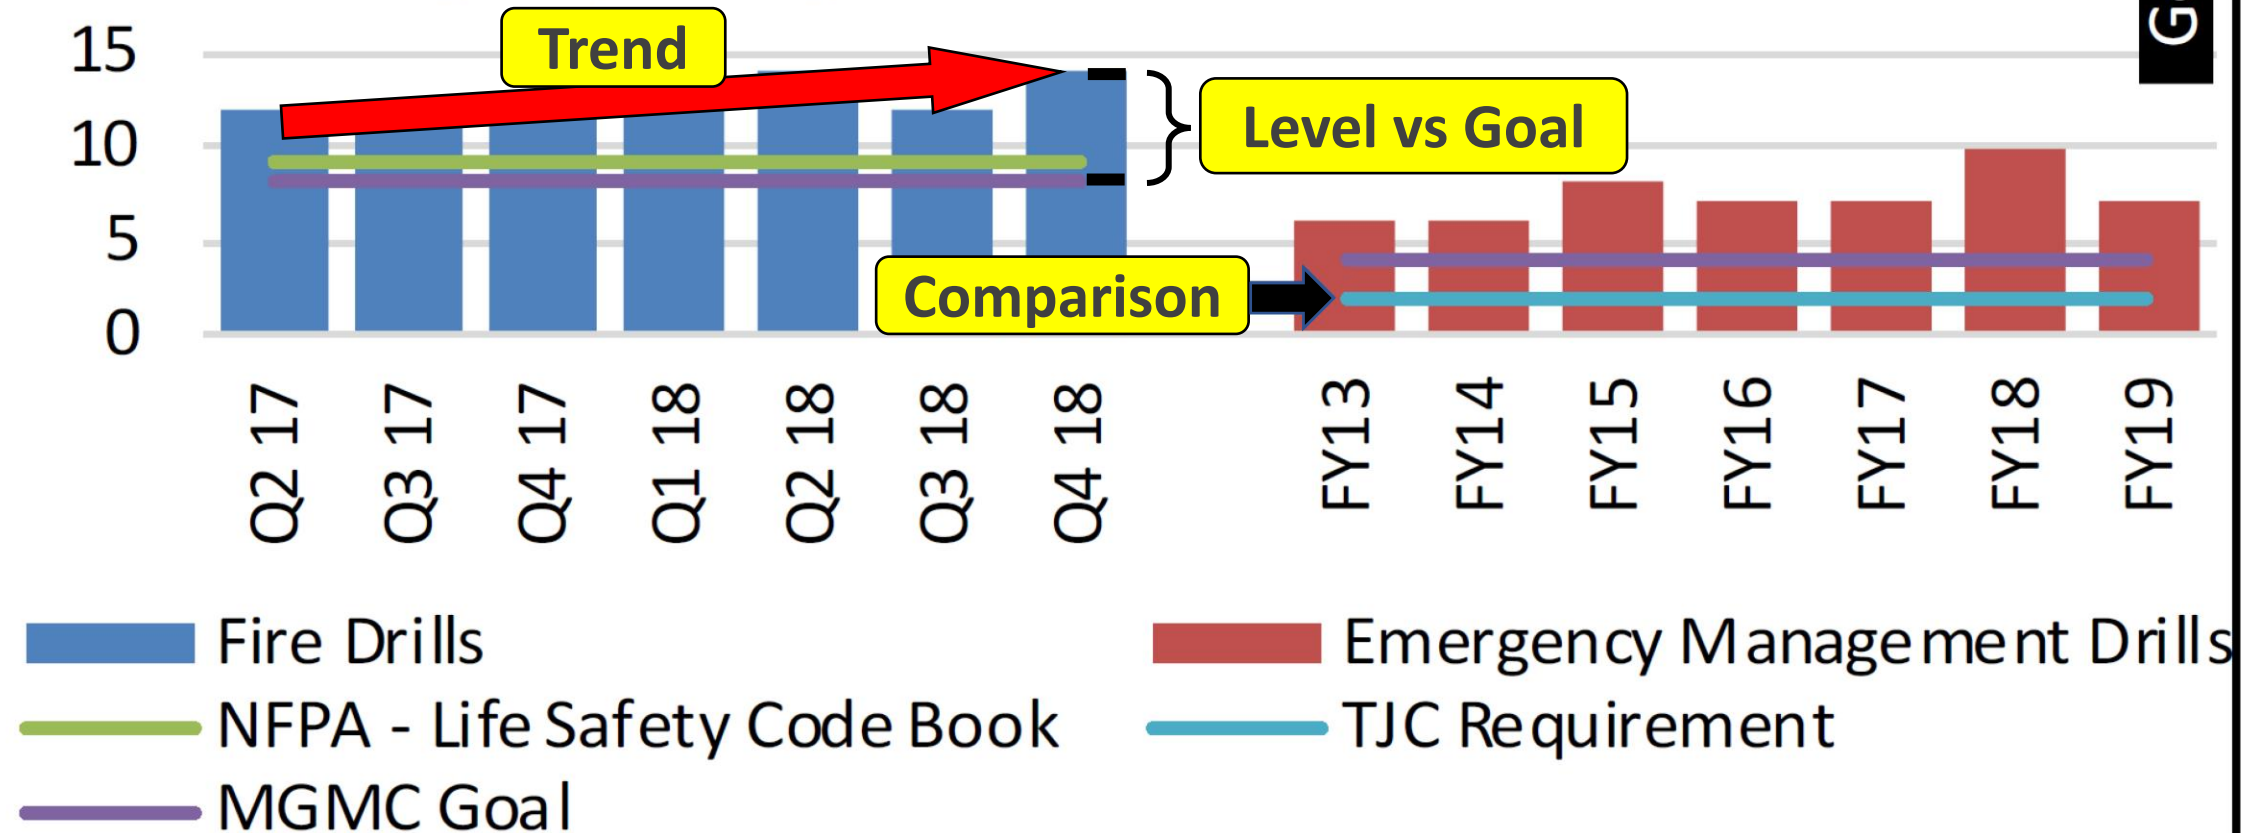 15
10
5
0
Trend
Level vs Goal
Comparison
Q2 17
Q3 17
Q4 17
Q1 18
Q2 18
Q3 18
Q4 18
FY13
FY14
FY15
FY16
FY17
FY18
FY19
Fire Drills
Emergency Management Drills
NFPA - Life Safety Code Book
TJC Requirement
MGMC Goal